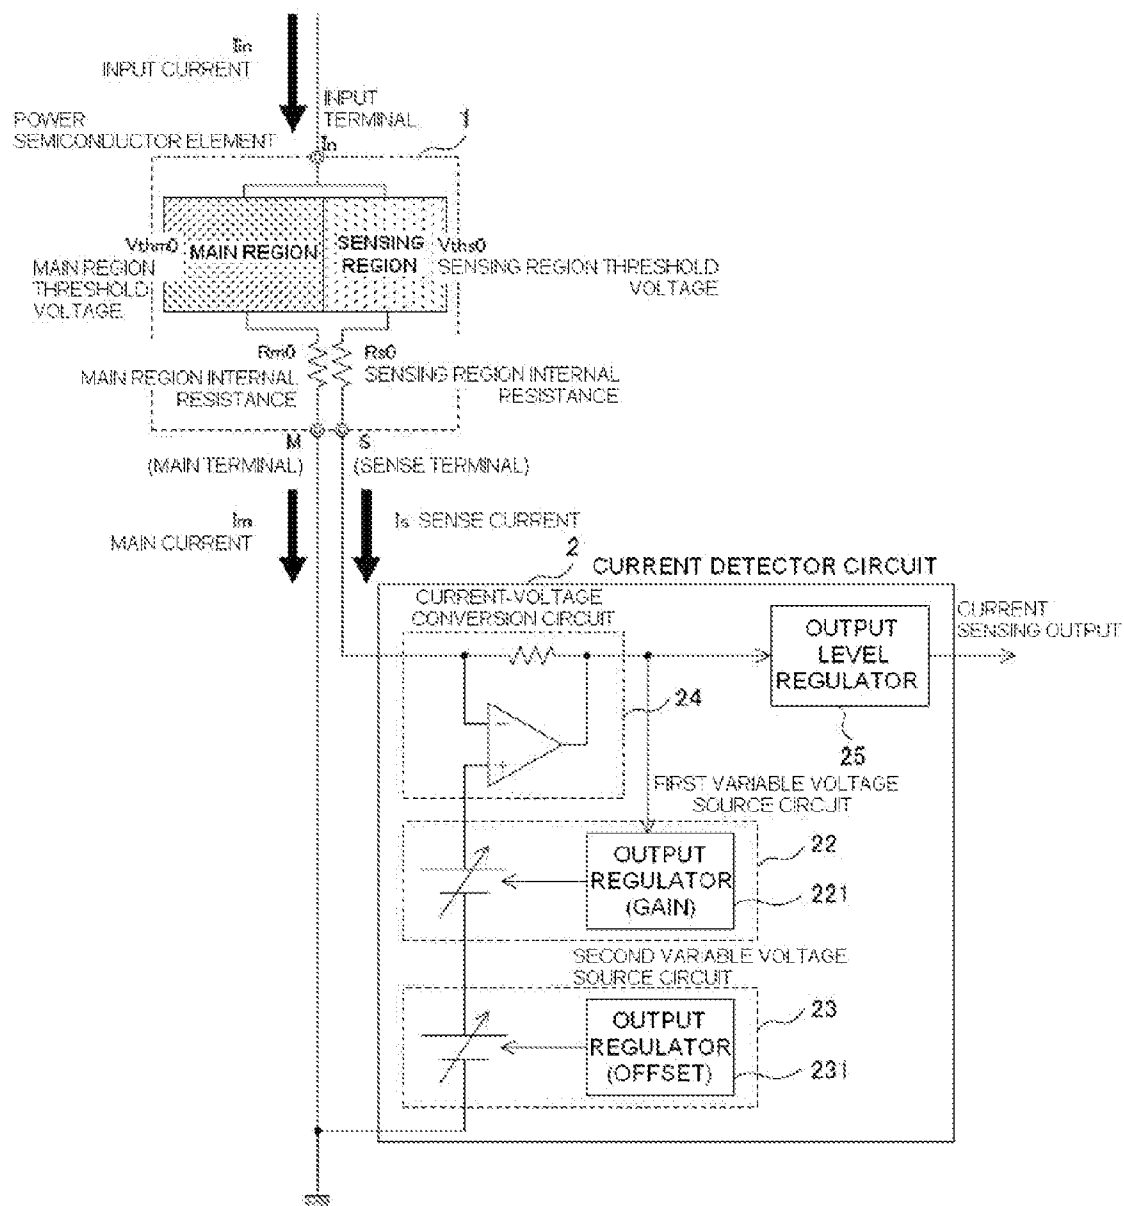 Iin
INPUT CURRENT
INPUT
TERMINAL
1
POWER
SEMICONDUCTOR ELEMENT
In
Vthm0
MAIN REGION
SENSING
REGION
Vths0
MAIN REGION
THRESHOLD
VOLTAGE
SENSING REGION THRESHOLD
VOLTAGE
Rm0
Rs0
MAIN REGION INTERNAL
RESISTANCE
SENSING REGION INTERNAL
RESISTANCE
M
S
(MAIN TERMINAL)
(SENSE TERMINAL)
Im
MAIN CURRENT
Is SENSE CURRENT
2
CURRENT DETECTOR CIRCUIT
CURRENT-VOLTAGE
CONVERSION CIRCUIT
OUTPUT
LEVEL
REGULATOR
CURRENT
SENSING OUTPUT
24
25
−
+
FIRST VARIABLE VOLTAGE
SOURCE CIRCUIT
OUTPUT
REGULATOR
(GAIN)
22
221
SECOND VARIABLE VOLTAGE
SOURCE CIRCUIT
OUTPUT
REGULATOR
(OFFSET)
23
231